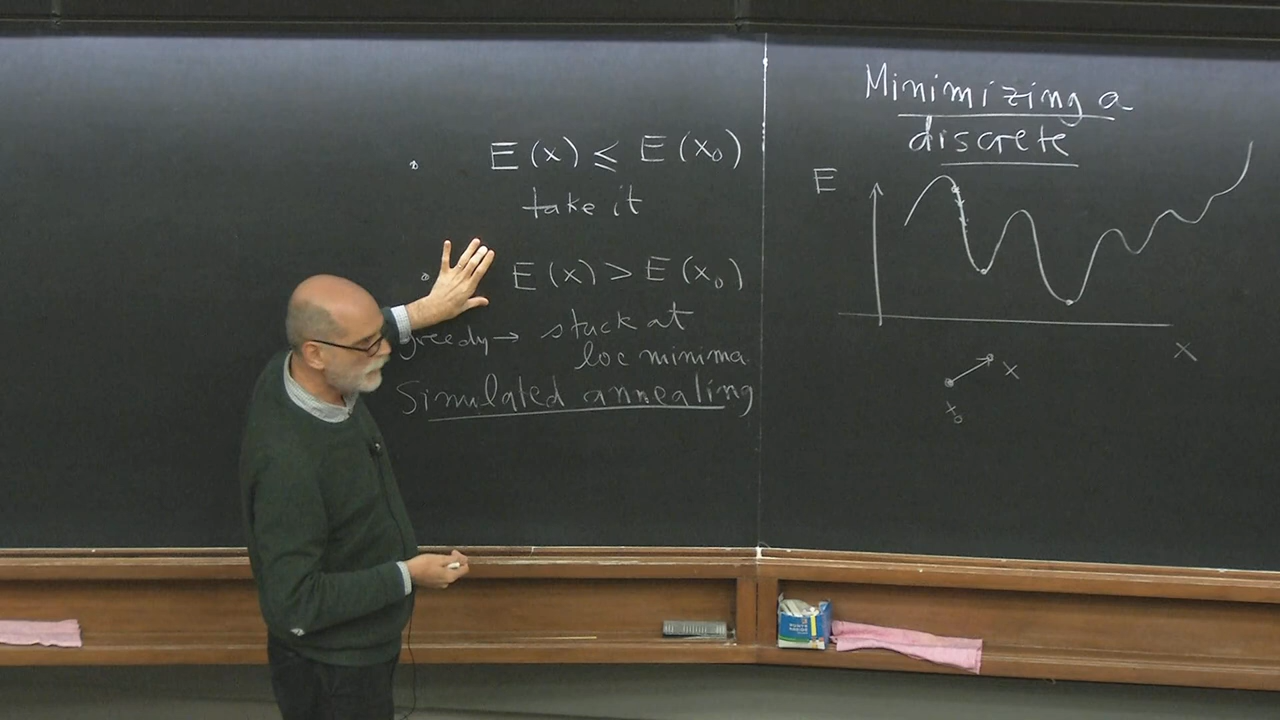 E(x) ≤ E(x₀)
take it
E(x) > E(x₀)
greedy → stuck at
loc minima
Simulated annealing
Minimizing a
discrete
E
x
x
x₀